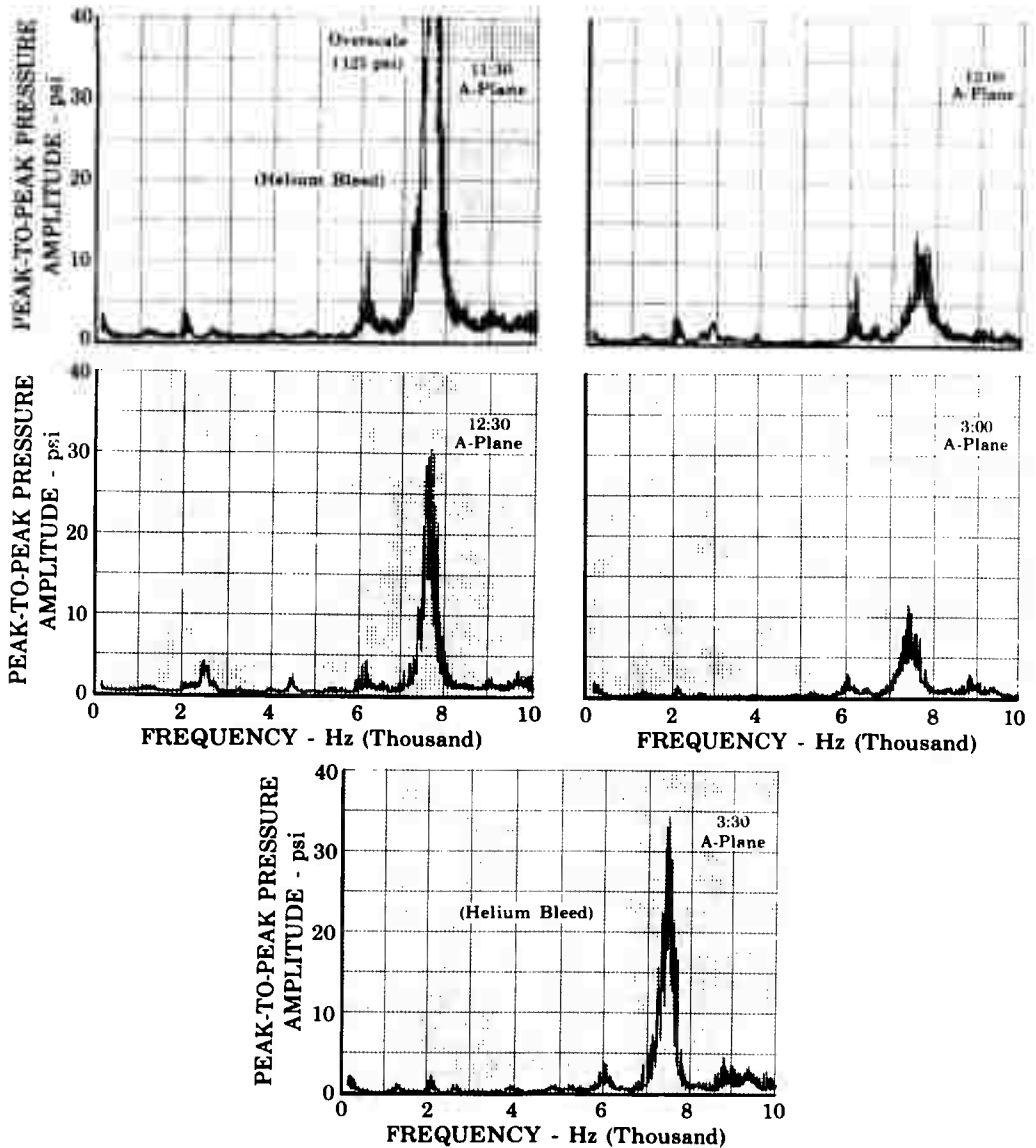 PEAK-TO-PEAK PRESSURE
AMPLITUDE - psi
40
30
20
10
0
Overscale
(125 psi)
11:30
A-Plane
(Helium Bleed)
A-Plane
PEAK-TO-PEAK PRESSURE
AMPLITUDE - psi
40
30
20
10
0
12:30
A-Plane
0
2
4
6
8
10
FREQUENCY - Hz (Thousand)
3:00
A-Plane
0
2
4
6
8
10
FREQUENCY - Hz (Thousand)
PEAK-TO-PEAK PRESSURE
AMPLITUDE - psi
40
30
20
10
0
3:30
A-Plane
(Helium Bleed)
0
2
4
6
8
10
FREQUENCY - Hz (Thousand)